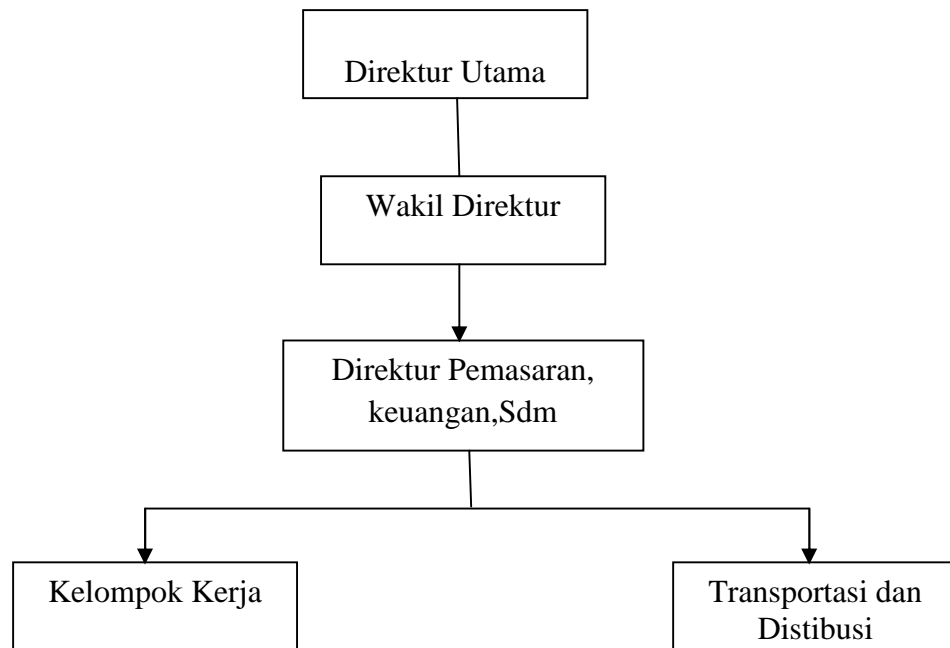 Direktur Utama
Wakil Direktur
Direktur Pemasaran,
keuangan,Sdm
Kelompok Kerja
Transportasi dan
Distibusi